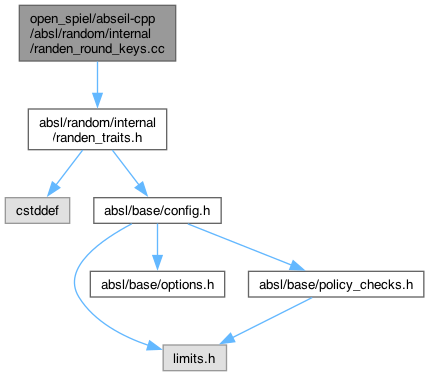 open_spiel/abseil-cpp
/absl/random/internal
/randen_round_keys.cc
absl/random/internal
/randen_traits.h
cstddef
absl/base/config.h
absl/base/options.h
absl/base/policy_checks.h
limits.h